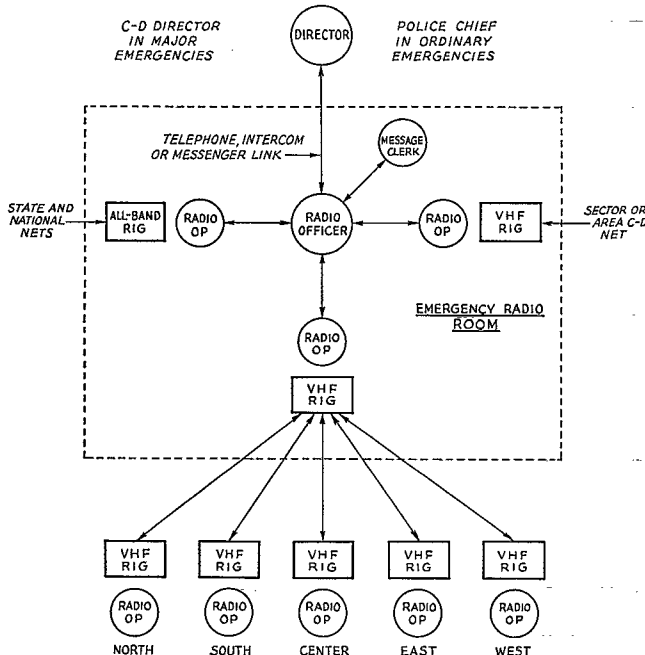 C-D DIRECTOR
IN MAJOR
EMERGENCIES
DIRECTOR
POLICE CHIEF
IN ORDINARY
EMERGENCIES
TELEPHONE, INTERCOM
OR MESSENGER LINK
MESSAGE
CLERK
STATE AND
NATIONAL
NETS
ALL-BAND
RIG
RADIO
OP
RADIO
OFFICER
RADIO
OP
VHF
RIG
SECTOR OR
AREA C-D
NET
EMERGENCY RADIO
ROOM
RADIO
OP
VHF
RIG
VHF
RIG
VHF
RIG
VHF
RIG
VHF
RIG
VHF
RIG
RADIO
OP
RADIO
OP
RADIO
OP
RADIO
OP
RADIO
OP
NORTH
SOUTH
CENTER
EAST
WEST